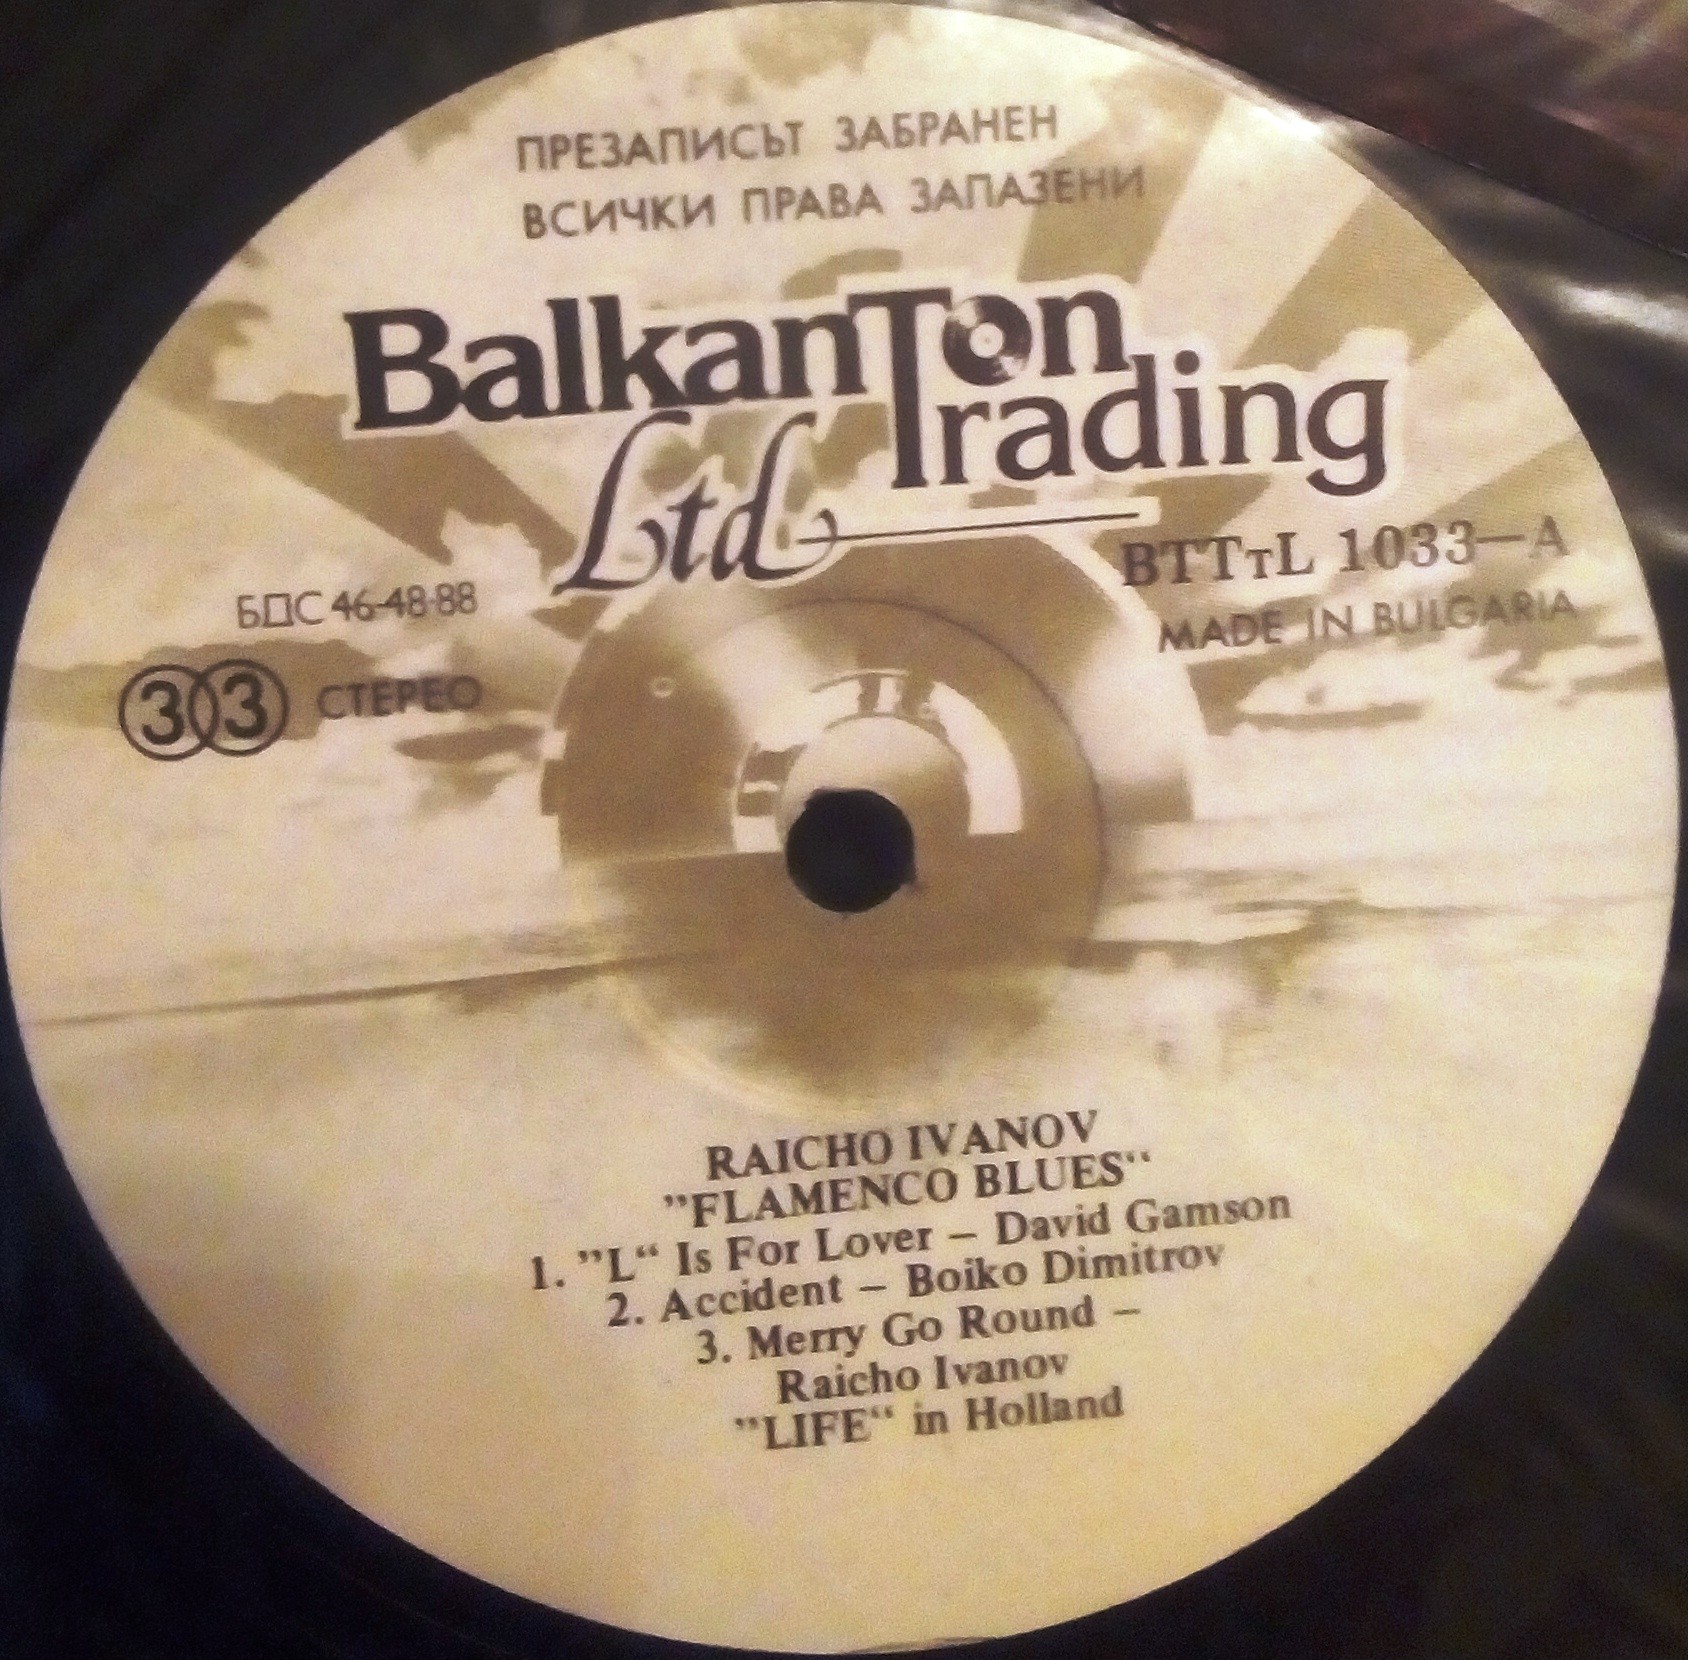 ПРЕЗАПИСЪТ ЗАБРАНЕН
ВСИЧКИ ПРАВА ЗАПАЗЕНИ
BalkanTon
Trading
Ltd
BTTTL 1033—A
MADE IN BULGARIA
БДС 46-48-88
33 СТЕРЕО
RAICHO IVANOV
”FLAMENCO BLUES“
1. ”L“ Is For Lover – David Gamson
2. Accident – Boiko Dimitrov
3. Merry Go Round –
Raicho Ivanov
”LIFE“ in Holland